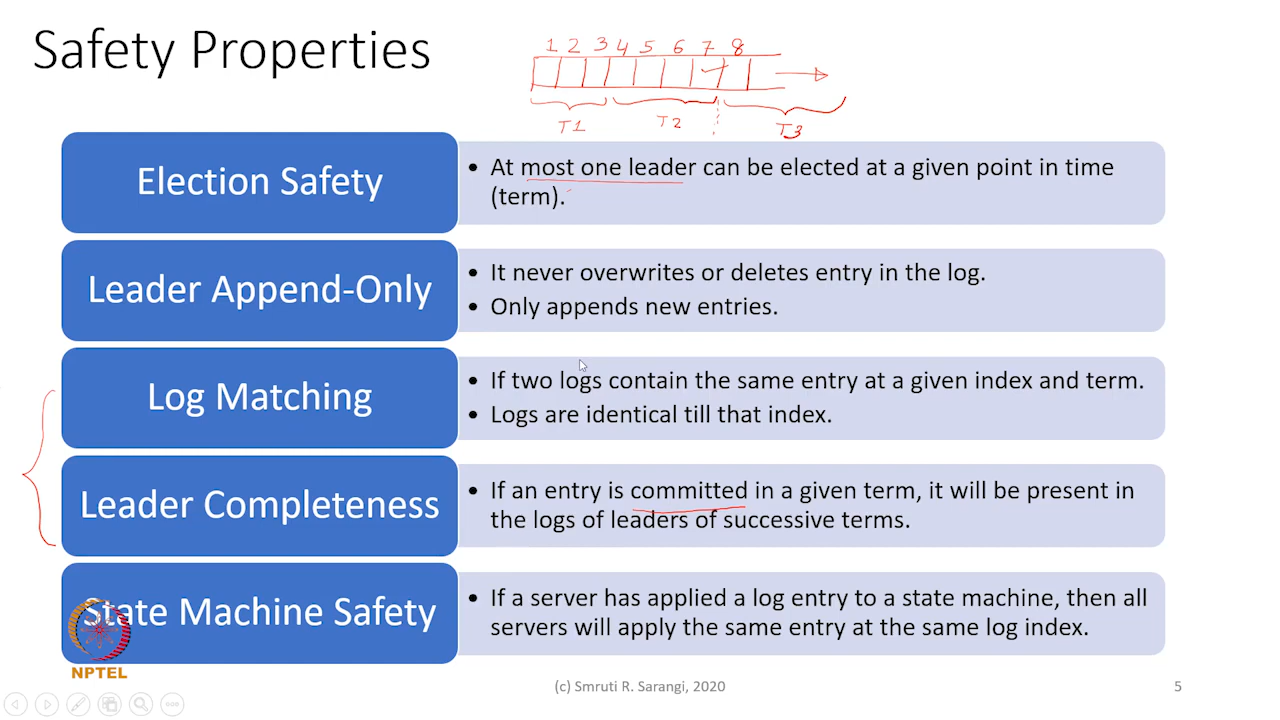 Safety Properties
1 2 3 4 5 6 7 8
T1 T2 T3
Election Safety
• At most one leader can be elected at a given point in time
(term).
Leader Append-Only
• It never overwrites or deletes entry in the log.
• Only appends new entries.
Log Matching
• If two logs contain the same entry at a given index and term.
• Logs are identical till that index.
Leader Completeness
• If an entry is committed in a given term, it will be present in
the logs of leaders of successive terms.
State Machine Safety
• If a server has applied a log entry to a state machine, then all
servers will apply the same entry at the same log index.
NPTEL
(c) Smruti R. Sarangi, 2020
5